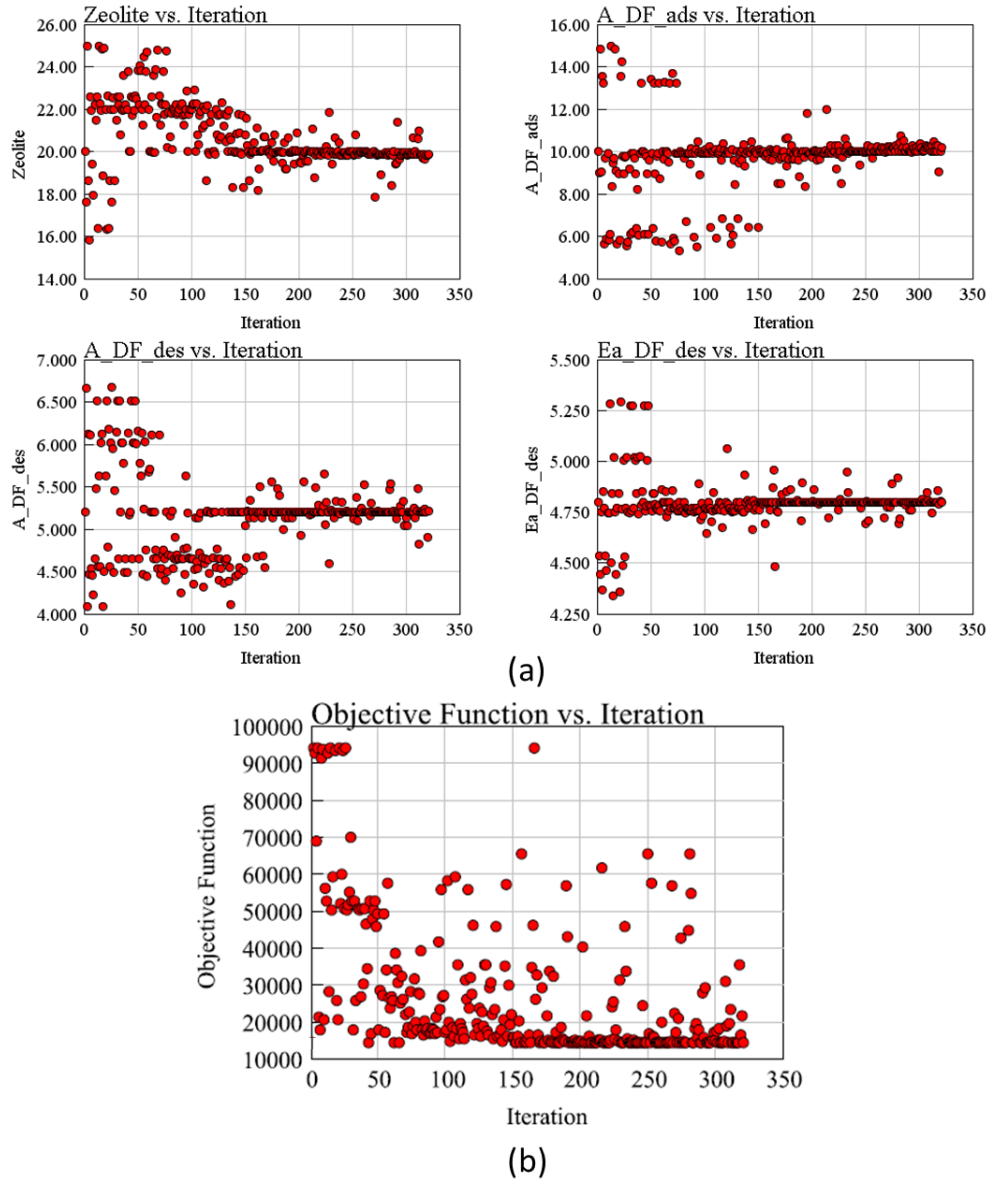 Zeolite vs. Iteration
26.00
24.00
22.00
20.00
18.00
16.00
14.00
Zeolite
0 50 100 150 200 250 300 350
Iteration
A_DF_ads vs. Iteration
16.00
14.00
12.00
10.00
8.00
6.00
4.00
A_DF_ads
0 50 100 150 200 250 300 350
Iteration
A_DF_des vs. Iteration
7.000
6.500
6.000
5.500
5.000
4.500
4.000
A_DF_des
0 50 100 150 200 250 300 350
Iteration
Ea_DF_des vs. Iteration
5.500
5.250
5.000
4.750
4.500
4.250
Ea_DF_des
0 50 100 150 200 250 300 350
Iteration
(a)
Objective Function vs. Iteration
100000
90000
80000
70000
60000
50000
40000
30000
20000
10000
Objective Function
0 50 100 150 200 250 300 350
Iteration
(b)